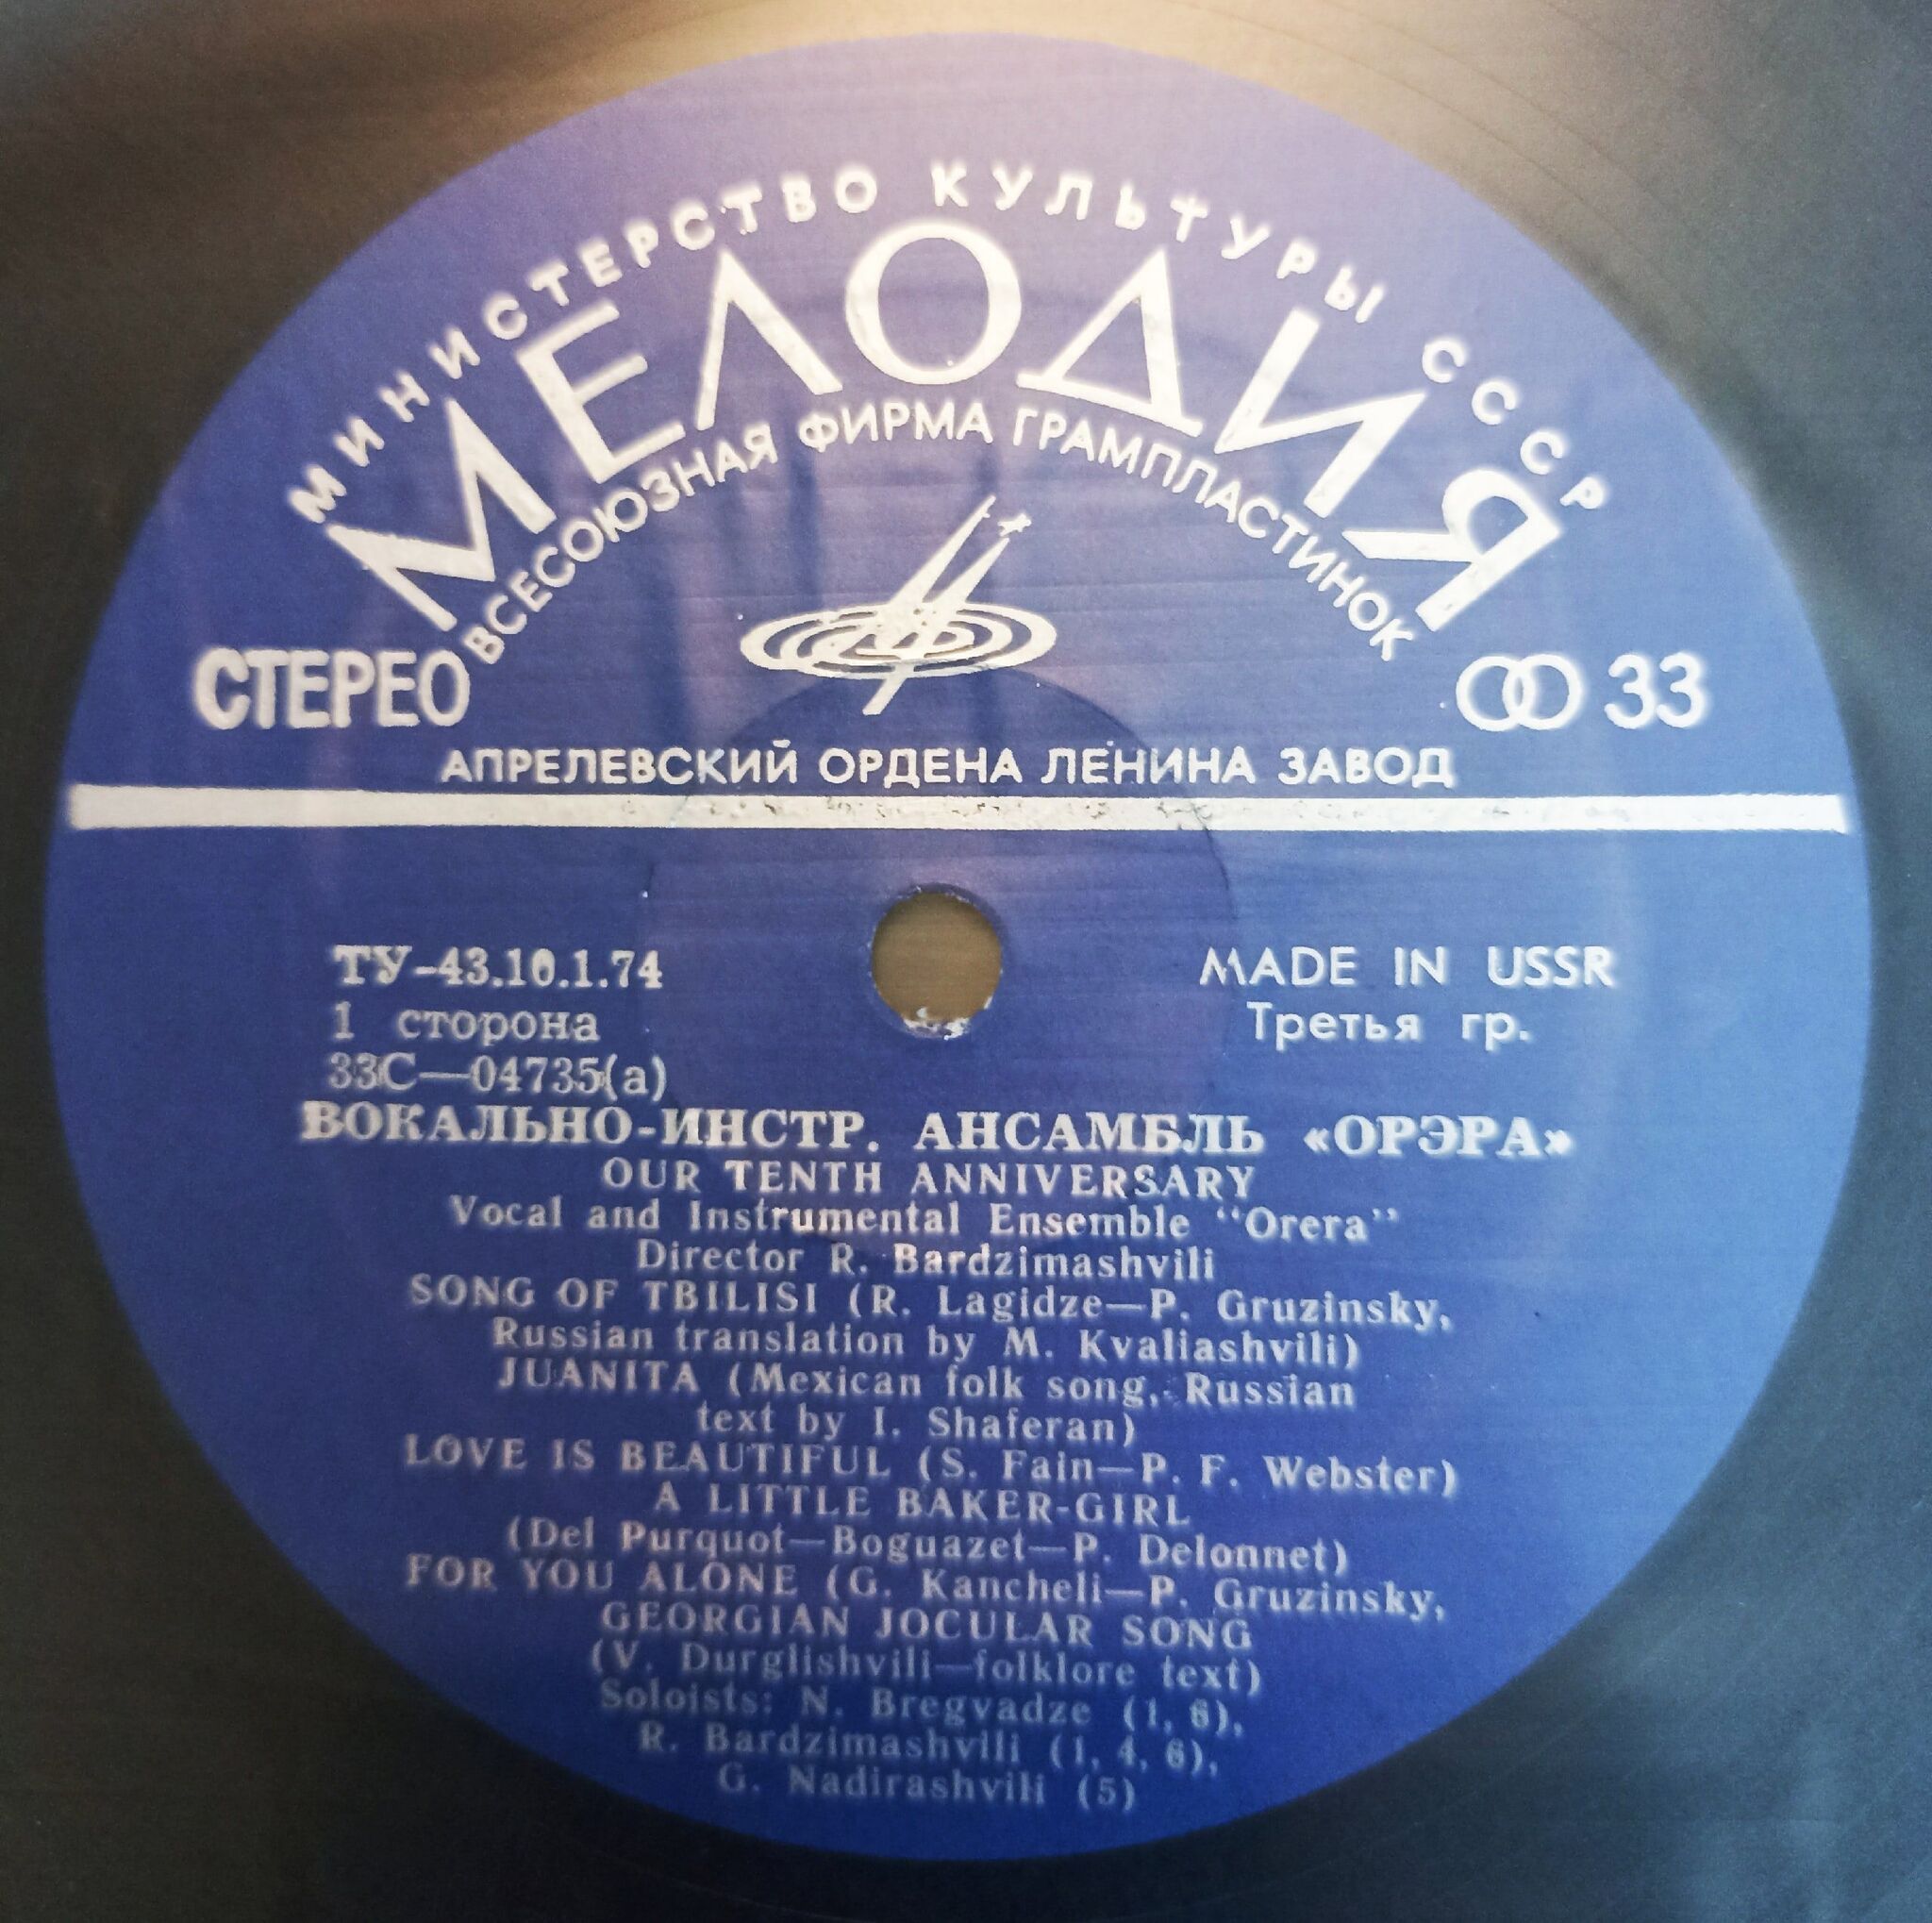 МИНИСТЕРСТВО КУЛЬТУРЫ СССР
МЕЛОДИЯ
ВСЕСОЮЗНАЯ ФИРМА ГРАМПЛАСТИНОК
СТЕРЕО
33
АПРЕЛЕВСКИЙ ОРДЕНА ЛЕНИНА ЗАВОД
ТУ-43.10.1.74
MADE IN USSR
1 сторона
Третья гр.
33С—04735(а)
ВОКАЛЬНО-ИНСТР. АНСАМБЛЬ «ОРЭРА»
OUR TENTH ANNIVERSARY
Vocal and Instrumental Ensemble “Orera”
Director R. Bardzimashvili
SONG OF TBILISI (R. Lagidze—P. Gruzinsky,
Russian translation by M. Kvaliashvili)
JUANITA (Mexican folk song, Russian
text by I. Shaferan)
LOVE IS BEAUTIFUL (S. Fain—P. F. Webster)
A LITTLE BAKER-GIRL
(Del Purquot—Boguazet—P. Delonnet)
FOR YOU ALONE (G. Kancheli—P. Gruzinsky,
GEORGIAN JOCULAR SONG
(V. Durglishvili—folklore text)
Soloists: N. Bregvadze (1, 6),
R. Bardzimashvili (1, 4, 6),
G. Nadirashvili (5)